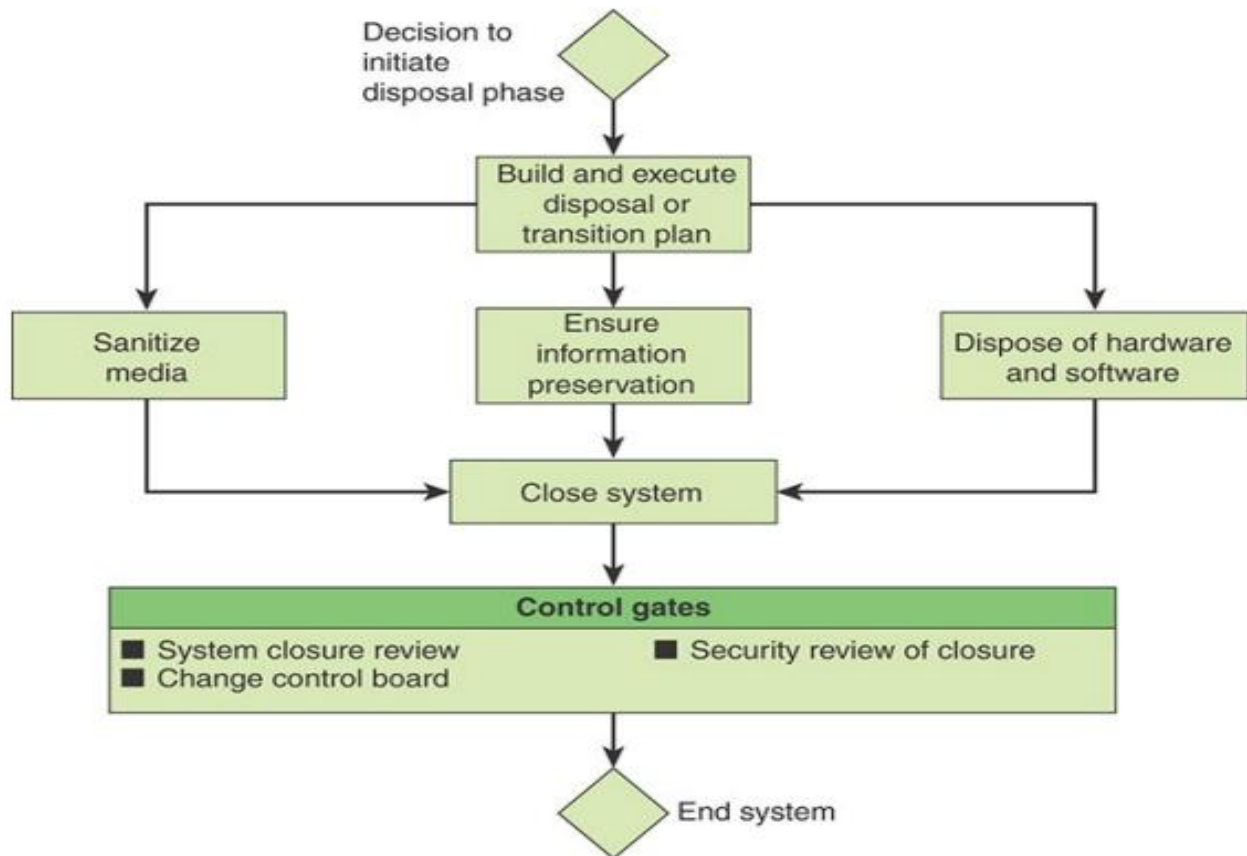 Decision to
initiate
disposal phase
Build and execute
disposal or
transition plan
Sanitize
media
Ensure
information
preservation
Dispose of hardware
and software
Close system
Control gates
■ System closure review
■ Security review of closure
■ Change control board
End system